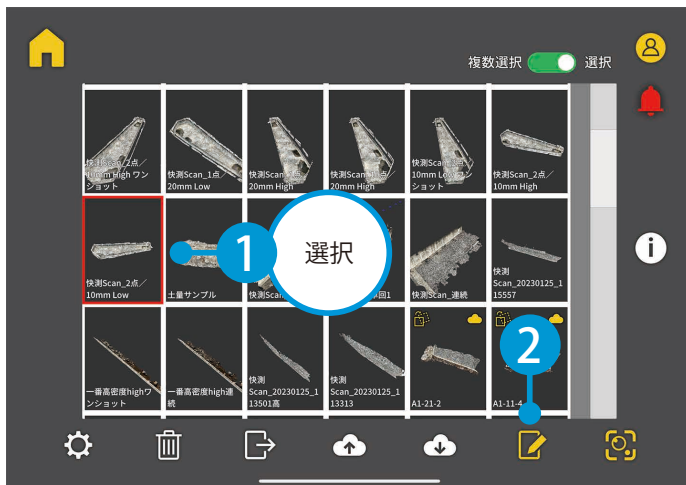 複数選択
選択
快測Scan_2点／
10mm High ワン
ショット
快測Scan_1点／
20mm Low
20mm High
20mm High
10mm Low ワン
ショット
快測Scan_2点／
10mm High
快測Scan_2点／
10mm Low
1
土量サンプル
選択
快測Scan_連続
快測
Scan_20230125_1
15557
一番高密度highワ
ンショット
一番高密度high連
続
快測
Scan_20230125_1
13501高
快測
Scan_20230125_1
13313
A1-21-2
2
A1-11-4